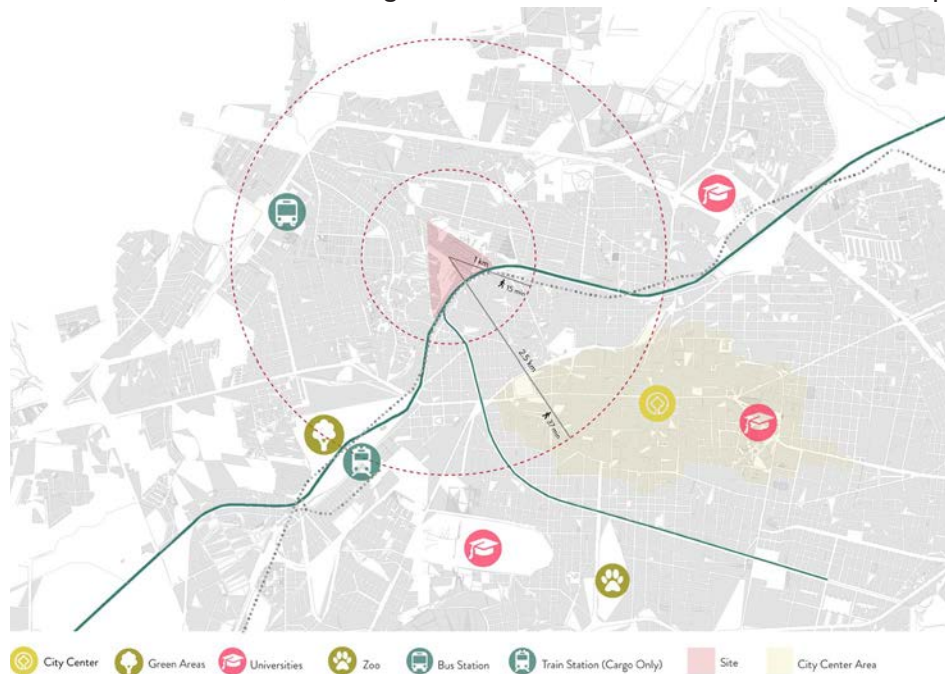 1 km
15 min
2.5 km
37 min
City Center
Green Areas
Universities
Zoo
Bus Station
Train Station (Cargo Only)
Site
City Center Area